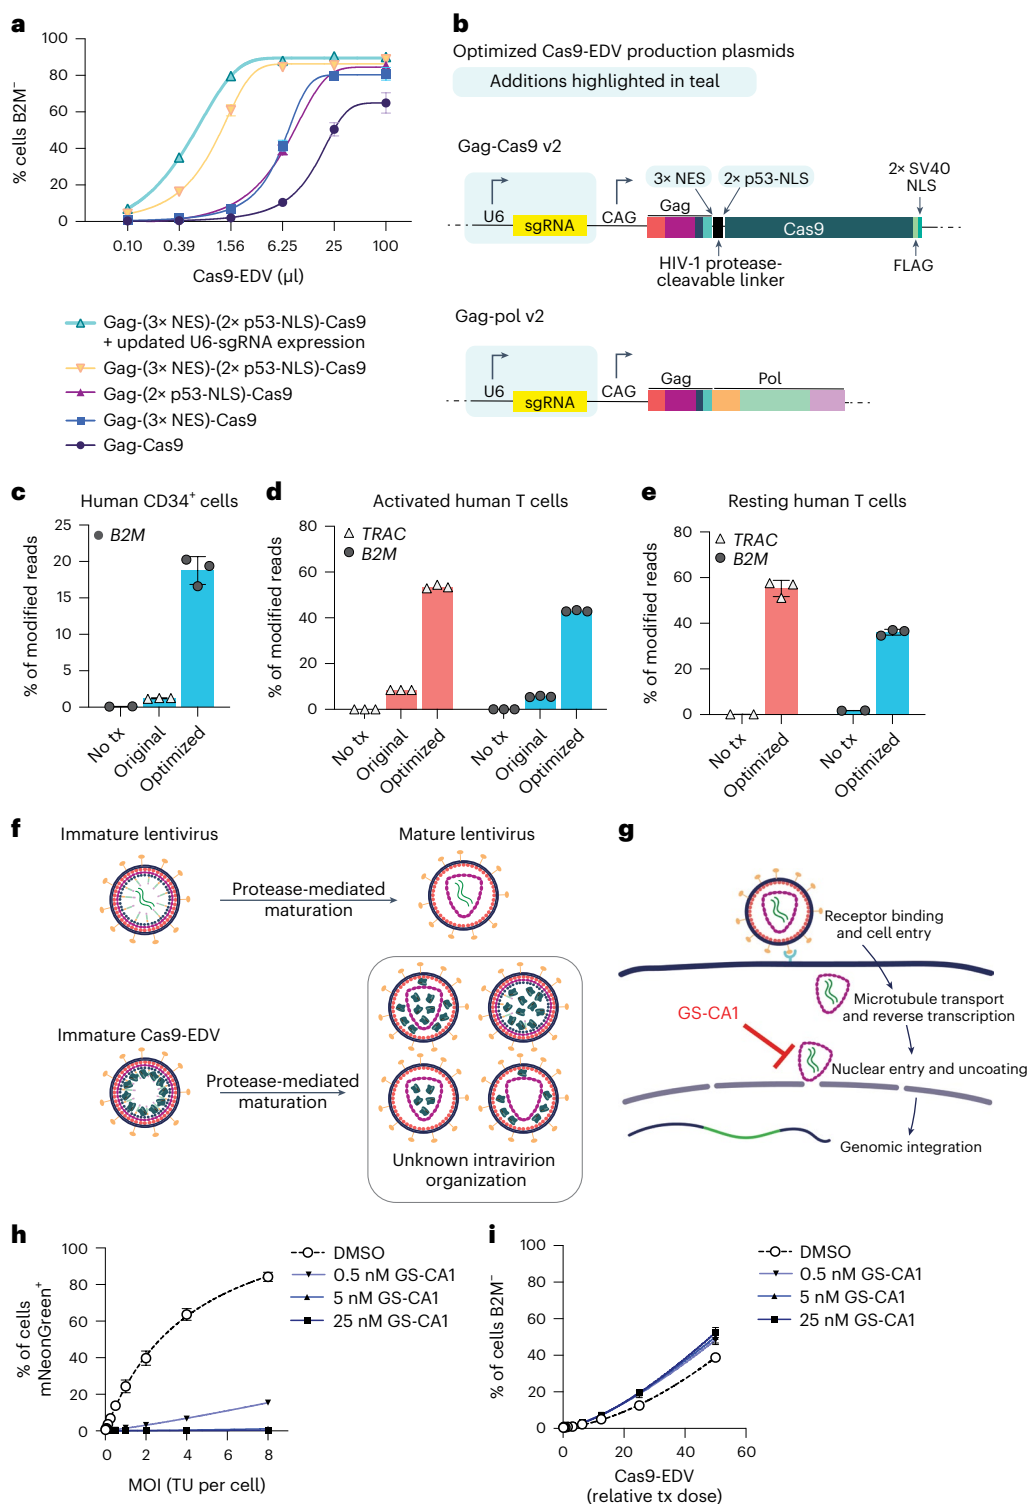 a
100
80
60
40
20
0
% cells B2M⁻
0.10 0.39 1.56 6.25 25 100
Cas9-EDV (µl)
Gag-(3× NES)-(2× p53-NLS)-Cas9
+ updated U6-sgRNA expression
Gag-(3× NES)-(2× p53-NLS)-Cas9
Gag-(2× p53-NLS)-Cas9
Gag-(3× NES)-Cas9
Gag-Cas9
b
Optimized Cas9-EDV production plasmids
Additions highlighted in teal
Gag-Cas9 v2
2× SV40
NLS
3× NES
2× p53-NLS
Gag
U6
sgRNA
CAG
Cas9
HIV-1 protease-
cleavable linker
FLAG
Gag-pol v2
U6
sgRNA
CAG
Gag
Pol
c
Human CD34⁺ cells
B2M
25
20
15
10
5
0
% of modified reads
No tx
Original
Optimized
d
Activated human T cells
TRAC
B2M
80
60
40
20
0
% of modified reads
No tx
Original
Optimized
No tx
Original
Optimized
e
Resting human T cells
TRAC
B2M
80
60
40
20
0
% of modified reads
No tx
Optimized
No tx
Optimized
f
Immature lentivirus
Mature lentivirus
Protease-mediated
maturation
Immature Cas9-EDV
Protease-mediated
maturation
Unknown intravirion
organization
g
Receptor binding
and cell entry
Microtubule transport
and reverse transcription
GS-CA1
Nuclear entry and uncoating
Genomic integration
h
100
80
60
40
20
0
% of cells
mNeonGreen⁺
0 2 4 6 8
MOI (TU per cell)
DMSO
0.5 nM GS-CA1
5 nM GS-CA1
25 nM GS-CA1
i
100
80
60
40
20
0
% of cells B2M⁻
0 20 40 60
Cas9-EDV
(relative tx dose)
DMSO
0.5 nM GS-CA1
5 nM GS-CA1
25 nM GS-CA1